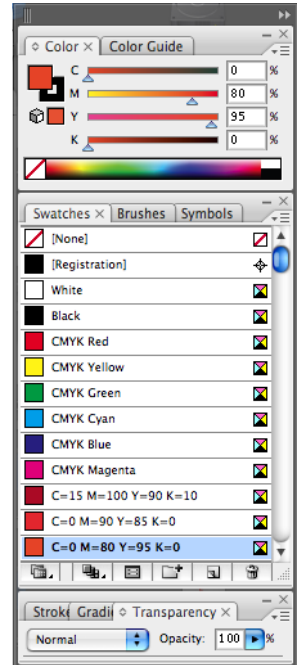 Color × Color Guide
C 0 %
M 80 %
Y 95 %
K 0 %
Swatches × Brushes Symbols
[None]
[Registration]
White
Black
CMYK Red
CMYK Yellow
CMYK Green
CMYK Cyan
CMYK Blue
CMYK Magenta
C=15 M=100 Y=90 K=10
C=0 M=90 Y=85 K=0
C=0 M=80 Y=95 K=0
Stroke Gradi Transparency ×
Normal Opacity: 100 %